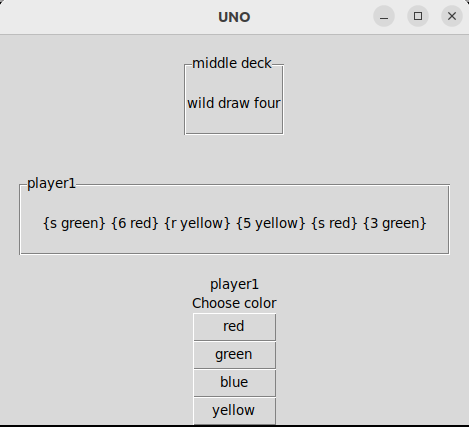 UNO
middle deck
wild draw four
player1
{s green} {6 red} {r yellow} {5 yellow} {s red} {3 green}
player1
Choose color
red
green
blue
yellow